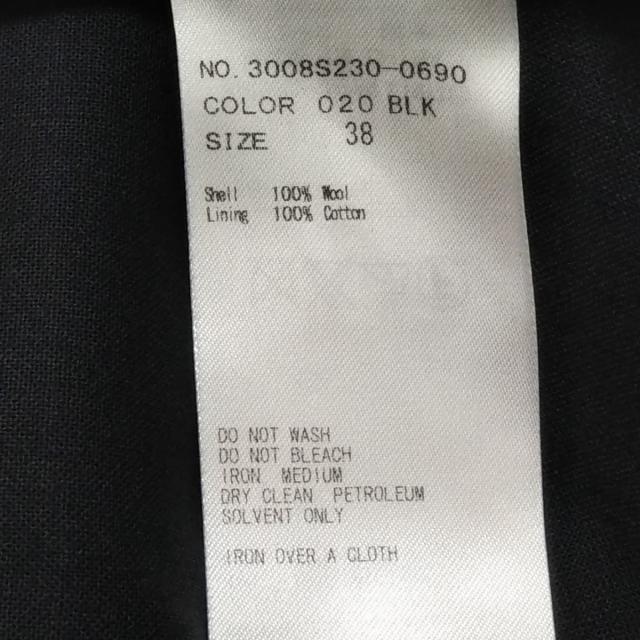 NO. 3008S230-0690
COLOR 020 BLK
SIZE 38
Shell 100% Wool
Lining 100% Cotton
DO NOT WASH
DO NOT BLEACH
IRON MEDIUM
DRY CLEAN PETROLEUM
SOLVENT ONLY
IRON OVER A CLOTH